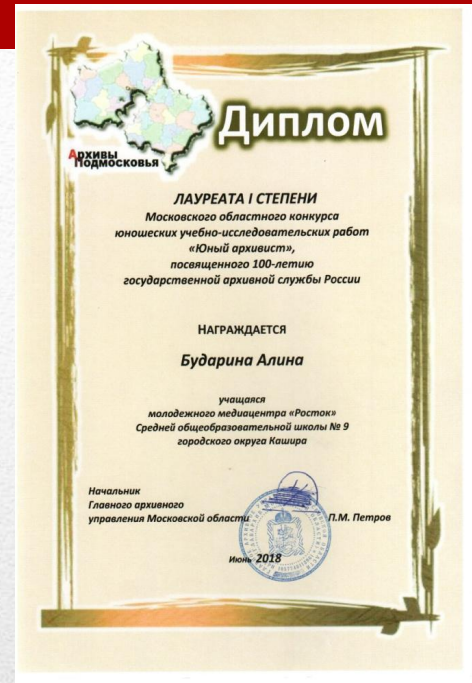 Диплом
Архивы
Подмосковья
ЛАУРЕАТА I СТЕПЕНИ
Московского областного конкурса
юношеских учебно-исследовательских работ
«Юный архивист»,
посвященного 100-летию
государственной архивной службы России
НАГРАЖДАЕТСЯ
Бударина Алина
учащаяся
молодежного медиацентра «Росток»
Средней общеобразовательной школы № 9
городского округа Кашира
Начальник
Главного архивного
управления Московской области
П.М. Петров
Июнь 2018